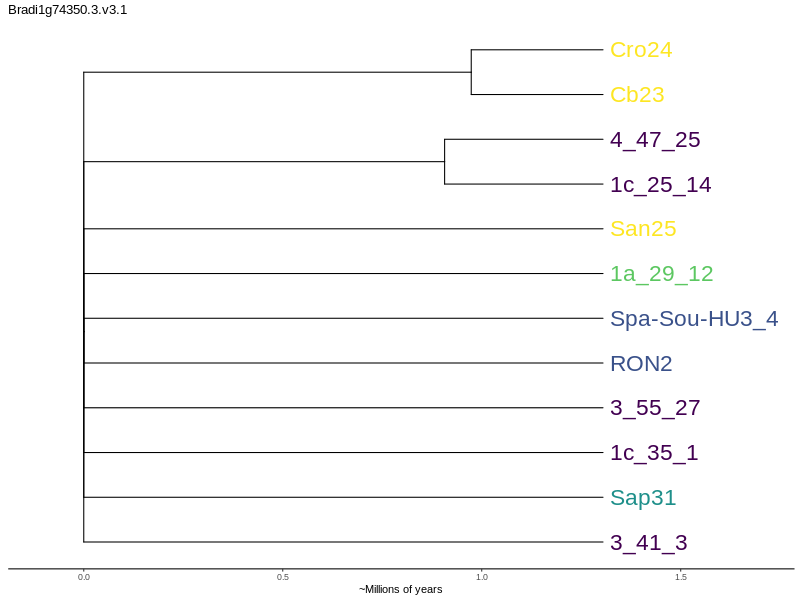 Bradi1g74350.3.v3.1
Cro24
Cb23
4_47_25
1c_25_14
San25
1a_29_12
Spa-Sou-HU3_4
RON2
3_55_27
1c_35_1
Sap31
3_41_3
0.0 0.5 1.0 1.5
~Millions of years